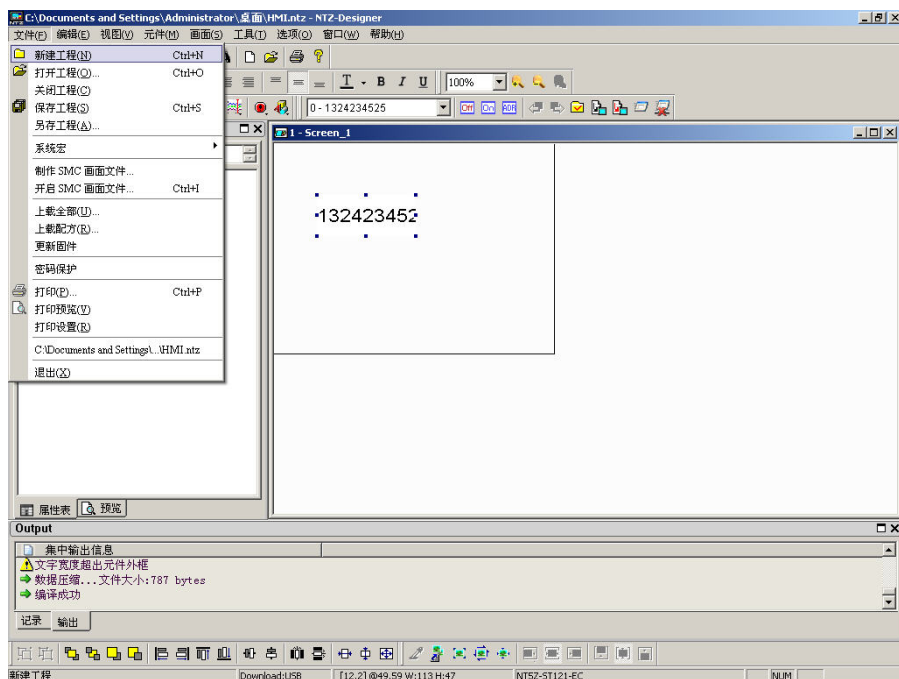 C:\Documents and Settings\Administrator\桌面\HMI.ntz - NTZ-Designer
文件(F) 编辑(E) 视图(V) 元件(M) 画面(S) 工具(T) 选项(O) 窗口(W) 帮助(H)
新建工程(N) Ctrl+N
打开工程(O)... Ctrl+O
关闭工程(C)
保存工程(S) Ctrl+S
另存工程(A)...
系统宏
制作 SMC 画面文件...
开启 SMC 画面文件... Ctrl+I
上载全部(U)...
上载配方(R)...
更新固件
密码保护
打印(P)... Ctrl+P
打印预览(V)
打印设置(R)
C:\Documents and Settings\...\HMI.ntz
退出(X)
T B I U 100%
0 - 1324234525 Off On ADR
1 - Screen_1
132423452
属性表 预览
Output
集中输出信息
文字宽度超出元件外框
数据压缩...文件大小:787 bytes
编译成功
记录 输出
新建工程 Download:USB [12,2]@49,59 W:113 H:47 NT5Z-ST121-EC NUM